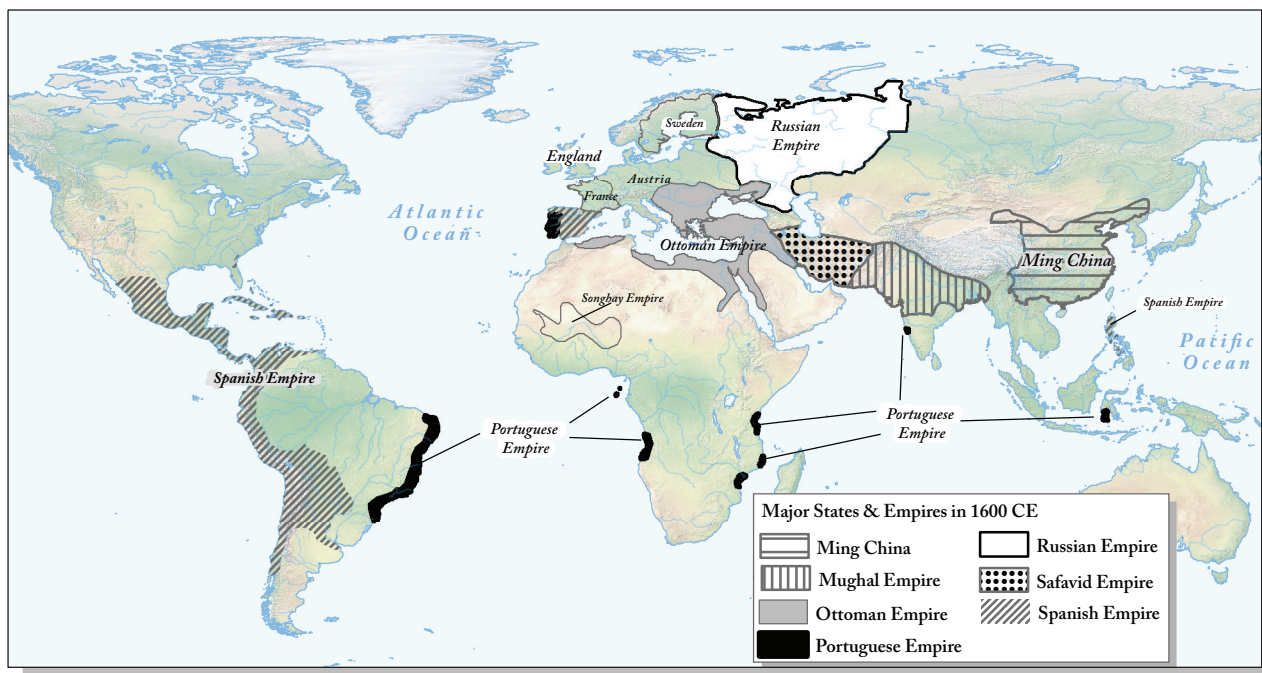 Sweden
Russian
Empire
England
Austria
France
Atlantic
Ocean
Ottoman Empire
Ming China
Songhay Empire
Spanish Empire
Pacific
Ocean
Spanish Empire
Portuguese
Empire
Portuguese
Empire
Major States & Empires in 1600 CE
Ming China
Russian Empire
Mughal Empire
Safavid Empire
Ottoman Empire
Spanish Empire
Portuguese Empire